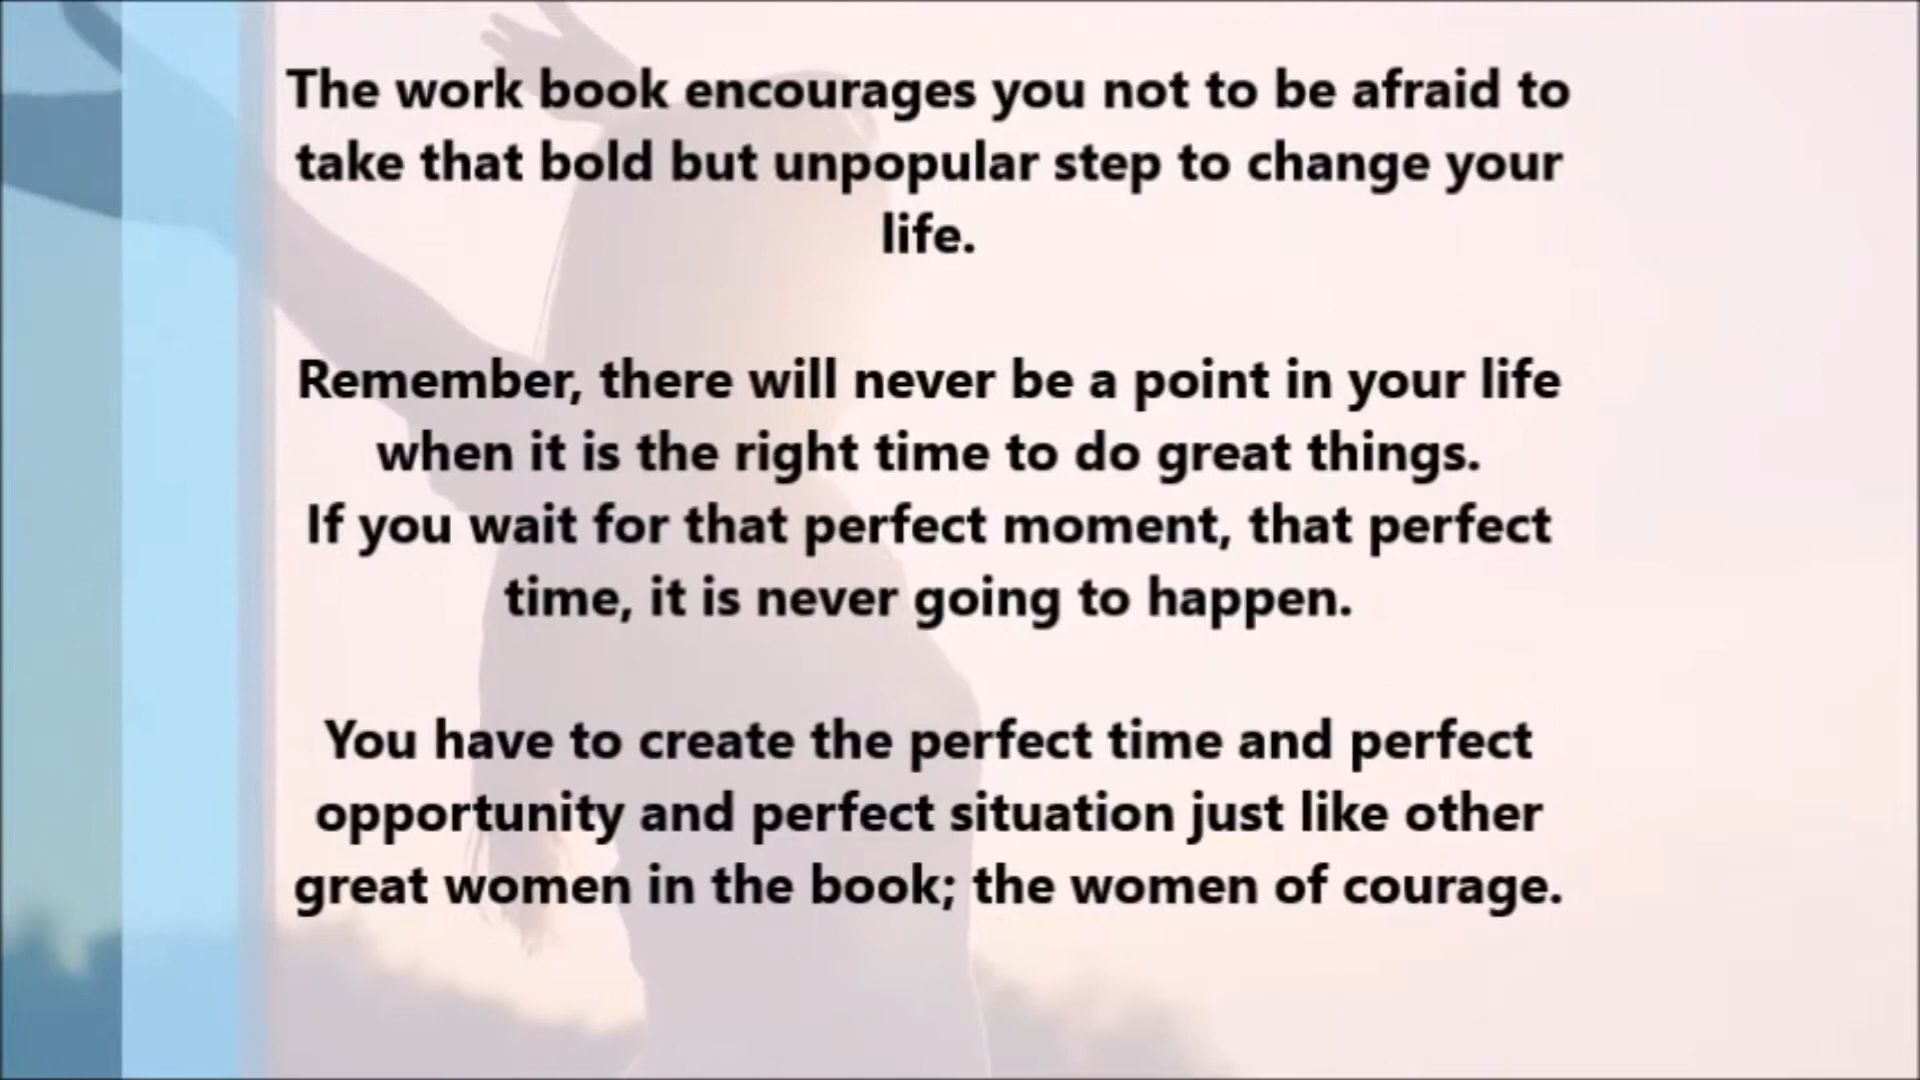 The work book encourages you not to be afraid to
take that bold but unpopular step to change your
life.
Remember, there will never be a point in your life
when it is the right time to do great things.
If you wait for that perfect moment, that perfect
time, it is never going to happen.
You have to create the perfect time and perfect
opportunity and perfect situation just like other
great women in the book; the women of courage.